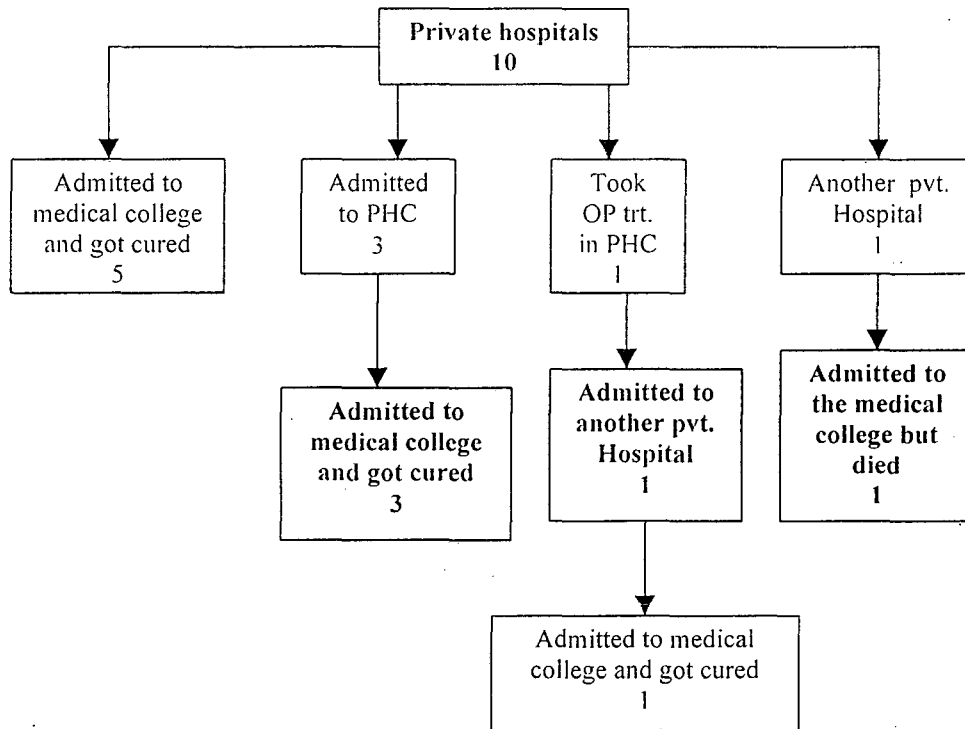 Private hospitals
10
Admitted to
medical college
and got cured
5
Admitted
to PHC
3
Took
OP trt.
in PHC
1
Another pvt.
Hospital
1
Admitted to
medical college
and got cured
3
Admitted to
another pvt.
Hospital
1
Admitted to
the medical
college but
died
1
Admitted to medical
college and got cured
1